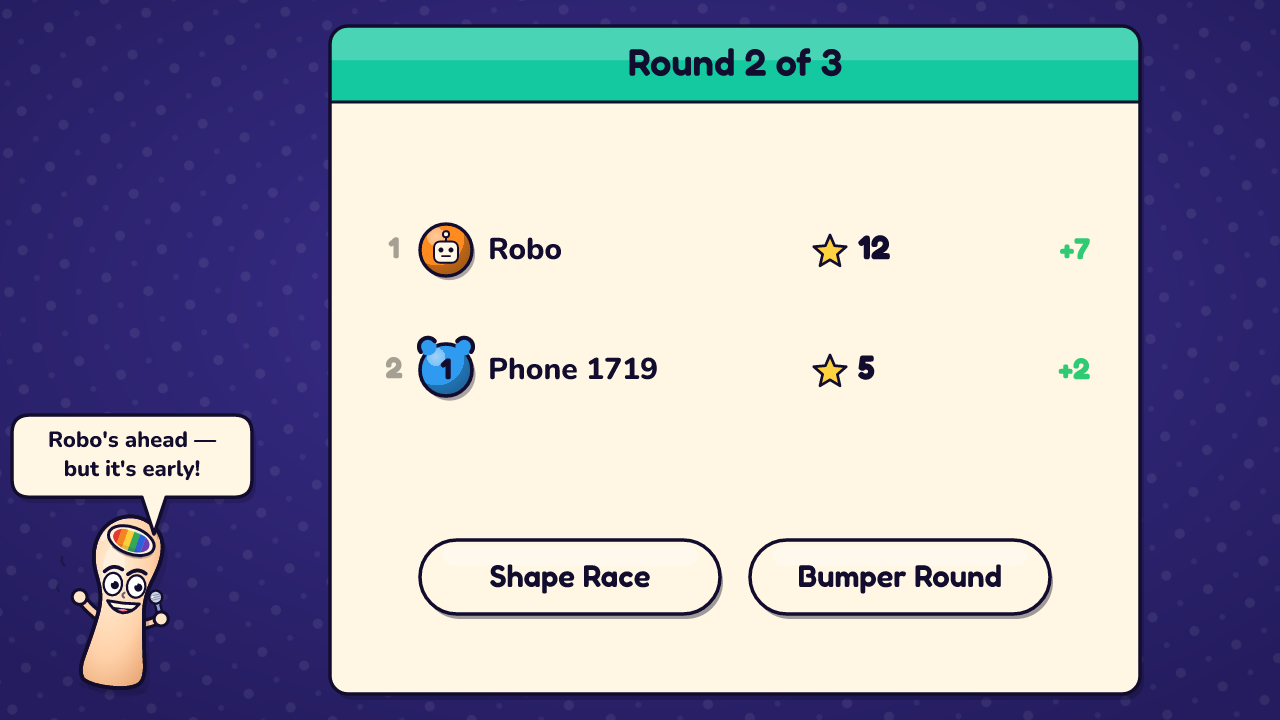 Round 2 of 3
1 Robo 12 +7
2 1 Phone 1719 5 +2
Robo's ahead —
but it's early!
Shape Race
Bumper Round